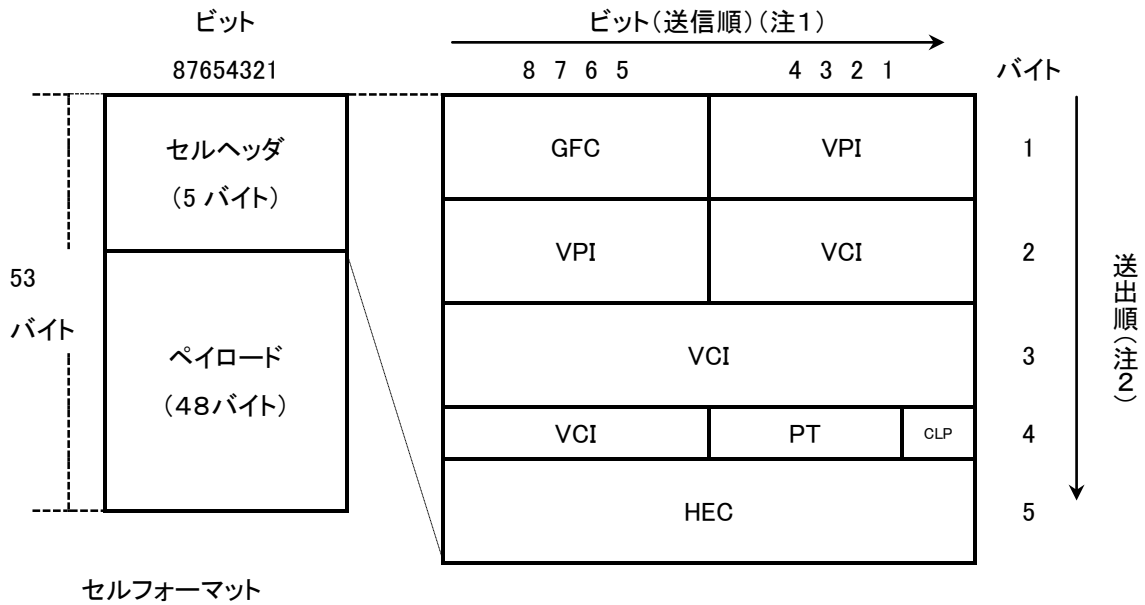 ビット
ビット(送信順)(注1)
87654321
8 7 6 5
4 3 2 1
バイト
セルヘッダ
(5 バイト)
53
バイト
ペイロード
(48バイト)
GFC
VPI
1
VPI
VCI
2
VCI
3
VCI
PT
CLP
4
HEC
5
送出順(注2)
セルフォーマット